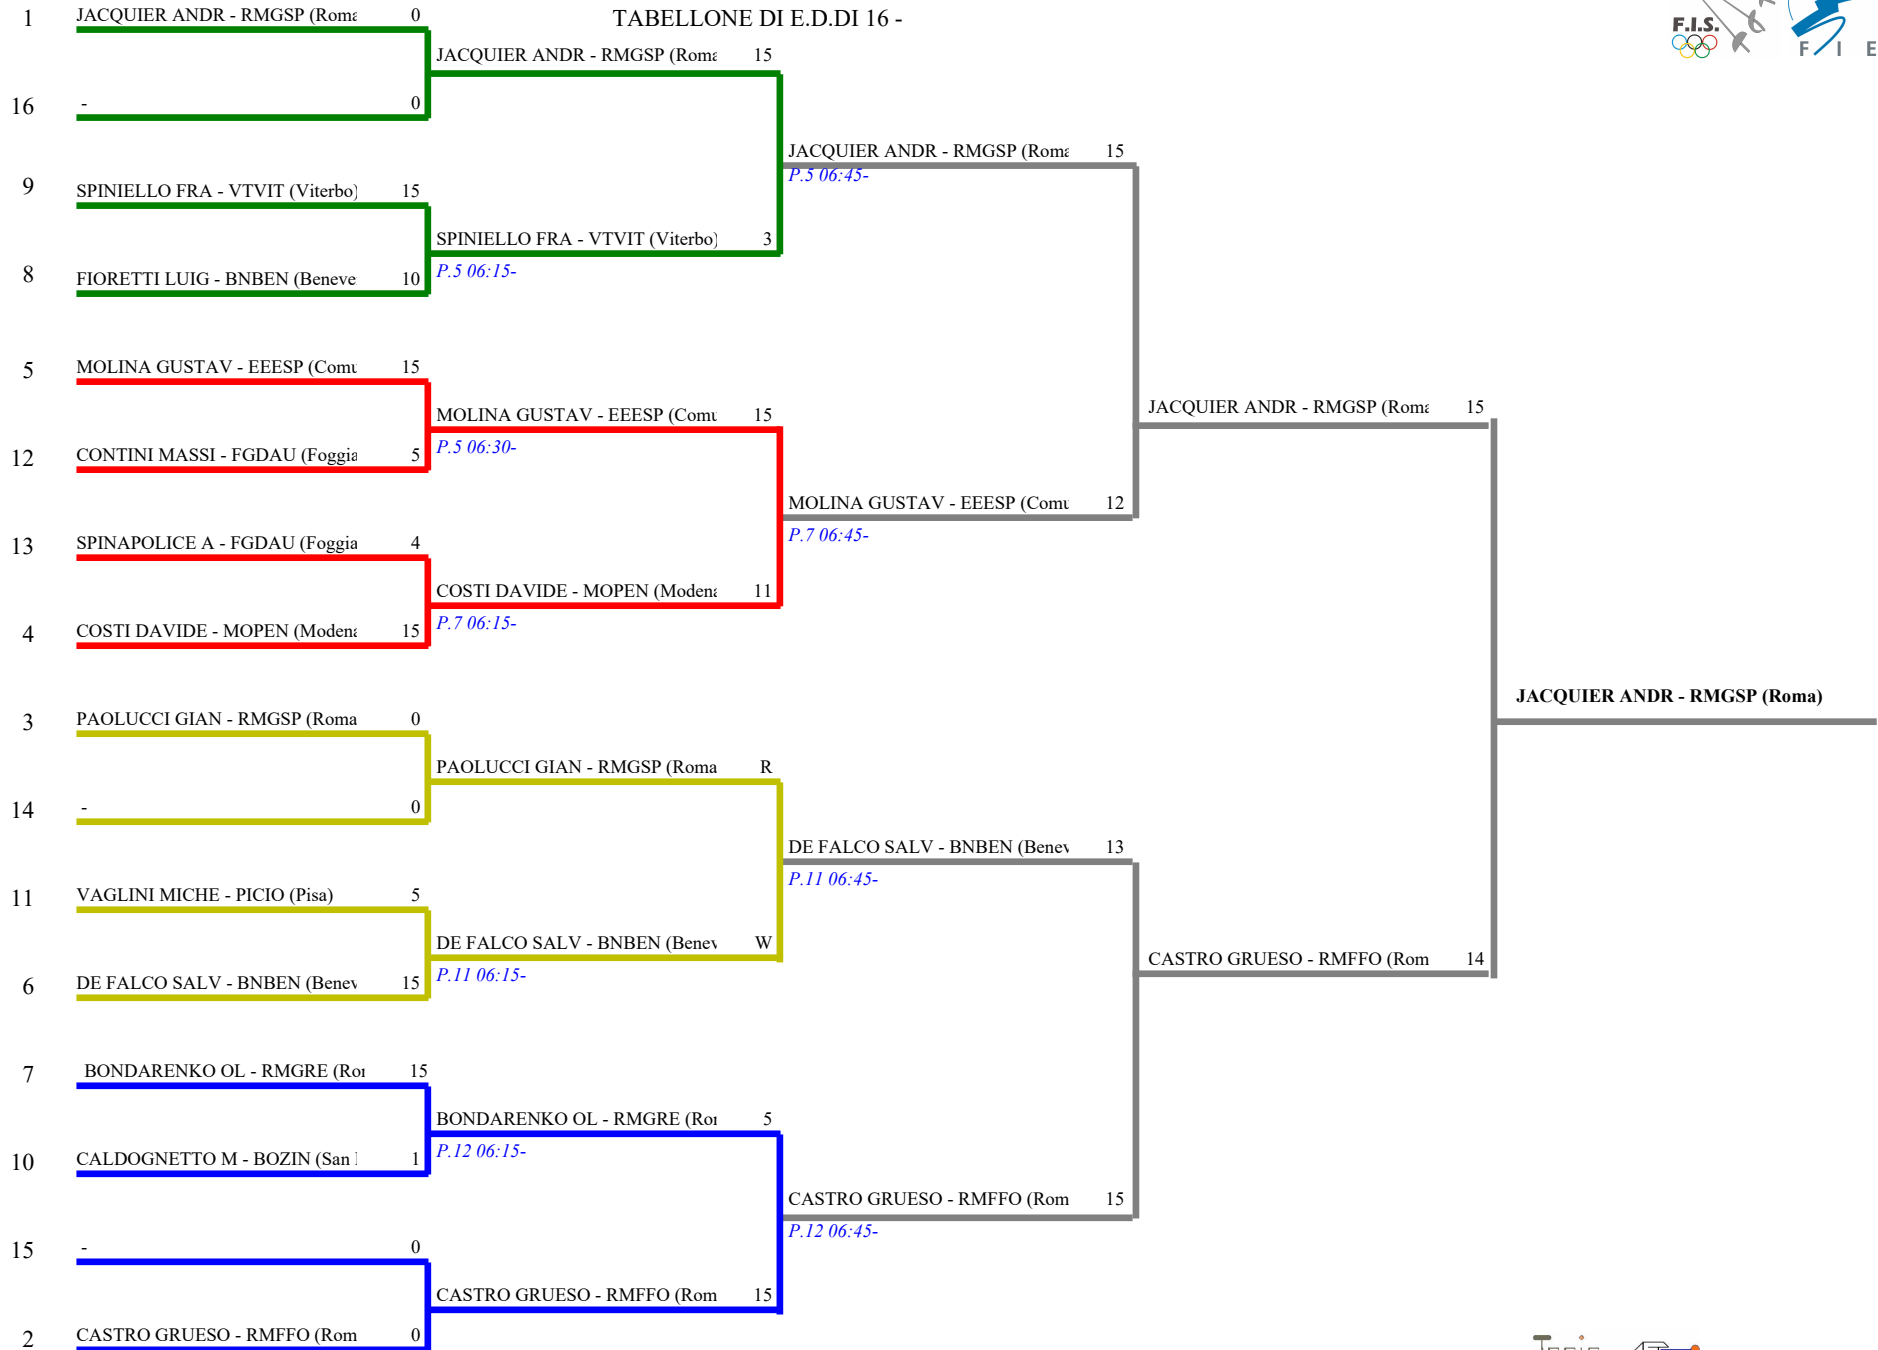 TABELLONE DI E.D.DI 16 -
F.I.S.
F I E
1 JACQUIER ANDR - RMGSP (Roma 0
JACQUIER ANDR - RMGSP (Roma 15
16 - 0
JACQUIER ANDR - RMGSP (Roma 15
P.5 06:45-
9 SPINIELLO FRA - VTVIT (Viterbo) 15
SPINIELLO FRA - VTVIT (Viterbo) 3
P.5 06:15-
8 FIORETTI LUIG - BNBEN (Beneve 10
5 MOLINA GUSTAV - EEESP (Comu 15
MOLINA GUSTAV - EEESP (Comu 15
P.5 06:30-
JACQUIER ANDR - RMGSP (Roma 15
12 CONTINI MASSI - FGDAU (Foggia 5
MOLINA GUSTAV - EEESP (Comu 12
P.7 06:45-
13 SPINAPOLICE A - FGDAU (Foggia 4
COSTI DAVIDE - MOPEN (Modena 11
P.7 06:15-
4 COSTI DAVIDE - MOPEN (Modena 15
JACQUIER ANDR - RMGSP (Roma)
3 PAOLUCCI GIAN - RMGSP (Roma 0
PAOLUCCI GIAN - RMGSP (Roma R
14 - 0
DE FALCO SALV - BNBEN (Benev 13
P.11 06:45-
11 VAGLINI MICHE - PICIO (Pisa) 5
DE FALCO SALV - BNBEN (Benev W
P.11 06:15-
CASTRO GRUESO - RMFFO (Rom 14
6 DE FALCO SALV - BNBEN (Benev 15
7 BONDARENKO OL - RMGRE (Ror 15
BONDARENKO OL - RMGRE (Ror 5
P.12 06:15-
10 CALDOGNETTO M - BOZIN (San 1
CASTRO GRUESO - RMFFO (Rom 15
P.12 06:45-
15 - 0
CASTRO GRUESO - RMFFO (Rom 15
2 CASTRO GRUESO - RMFFO (Rom 0